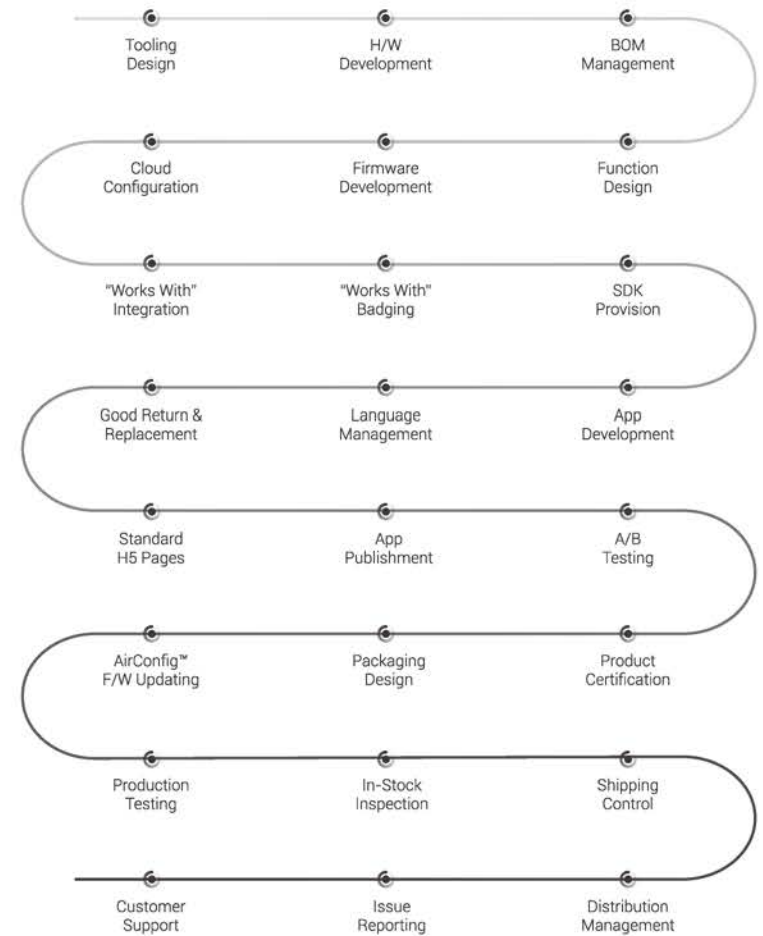 Tooling
Design
H/W
Development
BOM
Management
Cloud
Configuration
Firmware
Development
Function
Design
"Works With"
Integration
"Works With"
Badging
SDK
Provision
Good Return &
Replacement
Language
Management
App
Development
Standard
H5 Pages
App
Publishment
A/B
Testing
AirConfig™
F/W Updating
Packaging
Design
Product
Certification
Production
Testing
In-Stock
Inspection
Shipping
Control
Customer
Support
Issue
Reporting
Distribution
Management